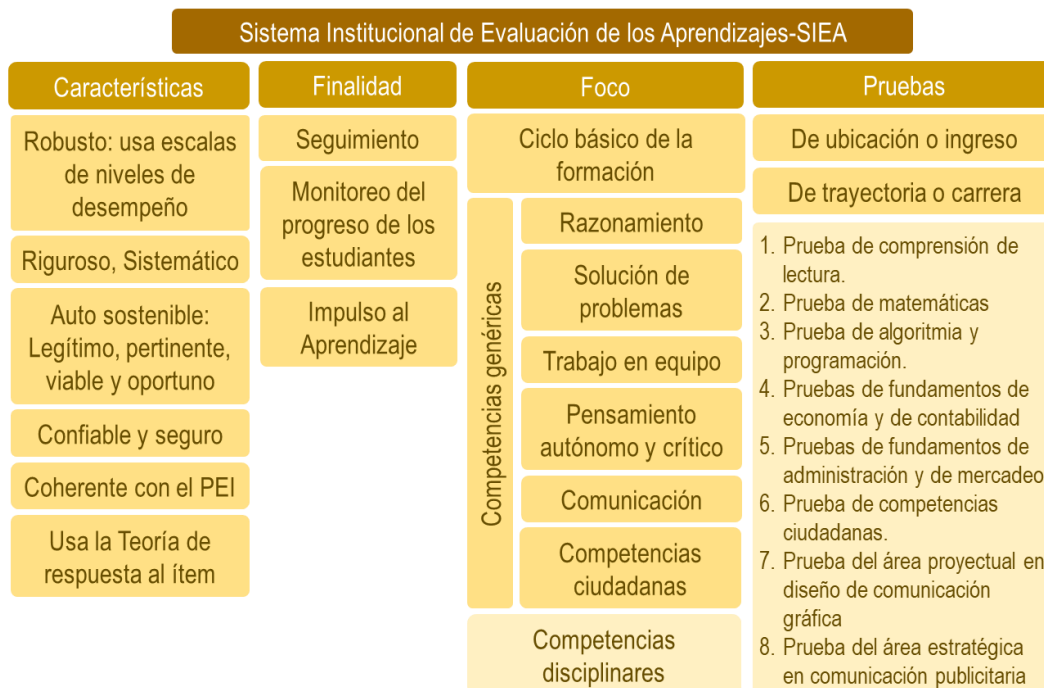 Sistema Institucional de Evaluación de los Aprendizajes-SIEA
Características
Robusto: usa escalas
de niveles de
desempeño
Riguroso, Sistemático
Auto sostenible:
Legítimo, pertinente,
viable y oportuno
Confiable y seguro
Coherente con el PEI
Usa la Teoría de
respuesta al ítem
Finalidad
Seguimiento
Monitoreo del
progreso de los
estudiantes
Impulso al
Aprendizaje
Foco
Ciclo básico de la
formación
Competencias genéricas
Razonamiento
Solución de
problemas
Trabajo en equipo
Pensamiento
autónomo y crítico
Comunicación
Competencias
ciudadanas
Competencias
disciplinares
Pruebas
De ubicación o ingreso
De trayectoria o carrera
1. Prueba de comprensión de
lectura.
2. Prueba de matemáticas
3. Prueba de algoritmia y
programación.
4. Pruebas de fundamentos de
economía y de contabilidad
5. Pruebas de fundamentos de
administración y de mercadeo
6. Prueba de competencias
ciudadanas.
7. Prueba del área proyectual en
diseño de comunicación
gráfica
8. Prueba del área estratégica
en comunicación publicitaria